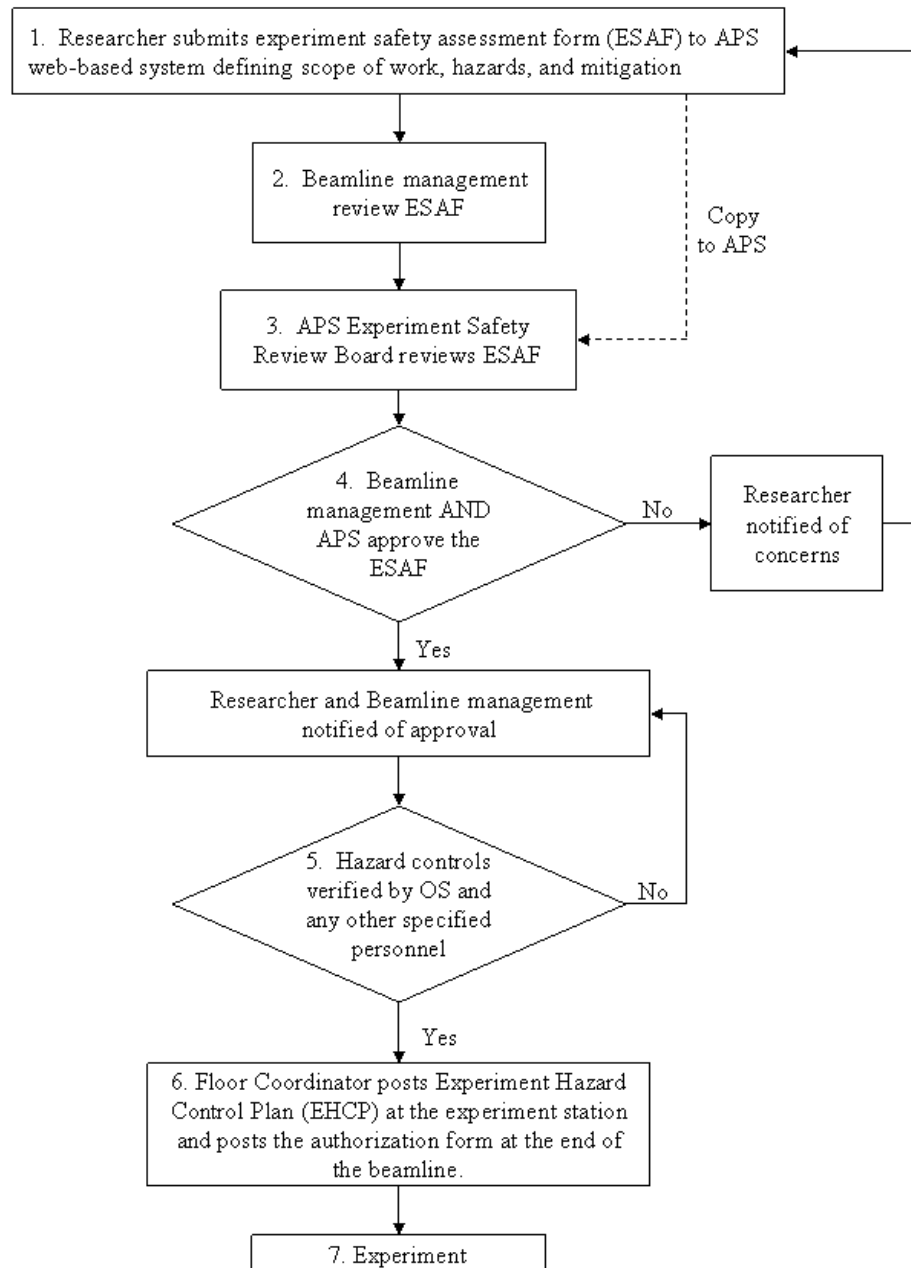 1. Researcher submits experiment safety assessment form (ESAF) to APS
web-based system defining scope of work, hazards, and mitigation
2. Beamline management
review ESAF
Copy
to APS
3. APS Experiment Safety
Review Board reviews ESAF
4. Beamline
management AND
APS approve the
ESAF
No
Researcher
notified of
concerns
Yes
Researcher and Beamline management
notified of approval
5. Hazard controls
verified by OS and
any other specified
personnel
No
Yes
6. Floor Coordinator posts Experiment Hazard
Control Plan (EHCP) at the experiment station
and posts the authorization form at the end of
the beamline.
7. Experiment